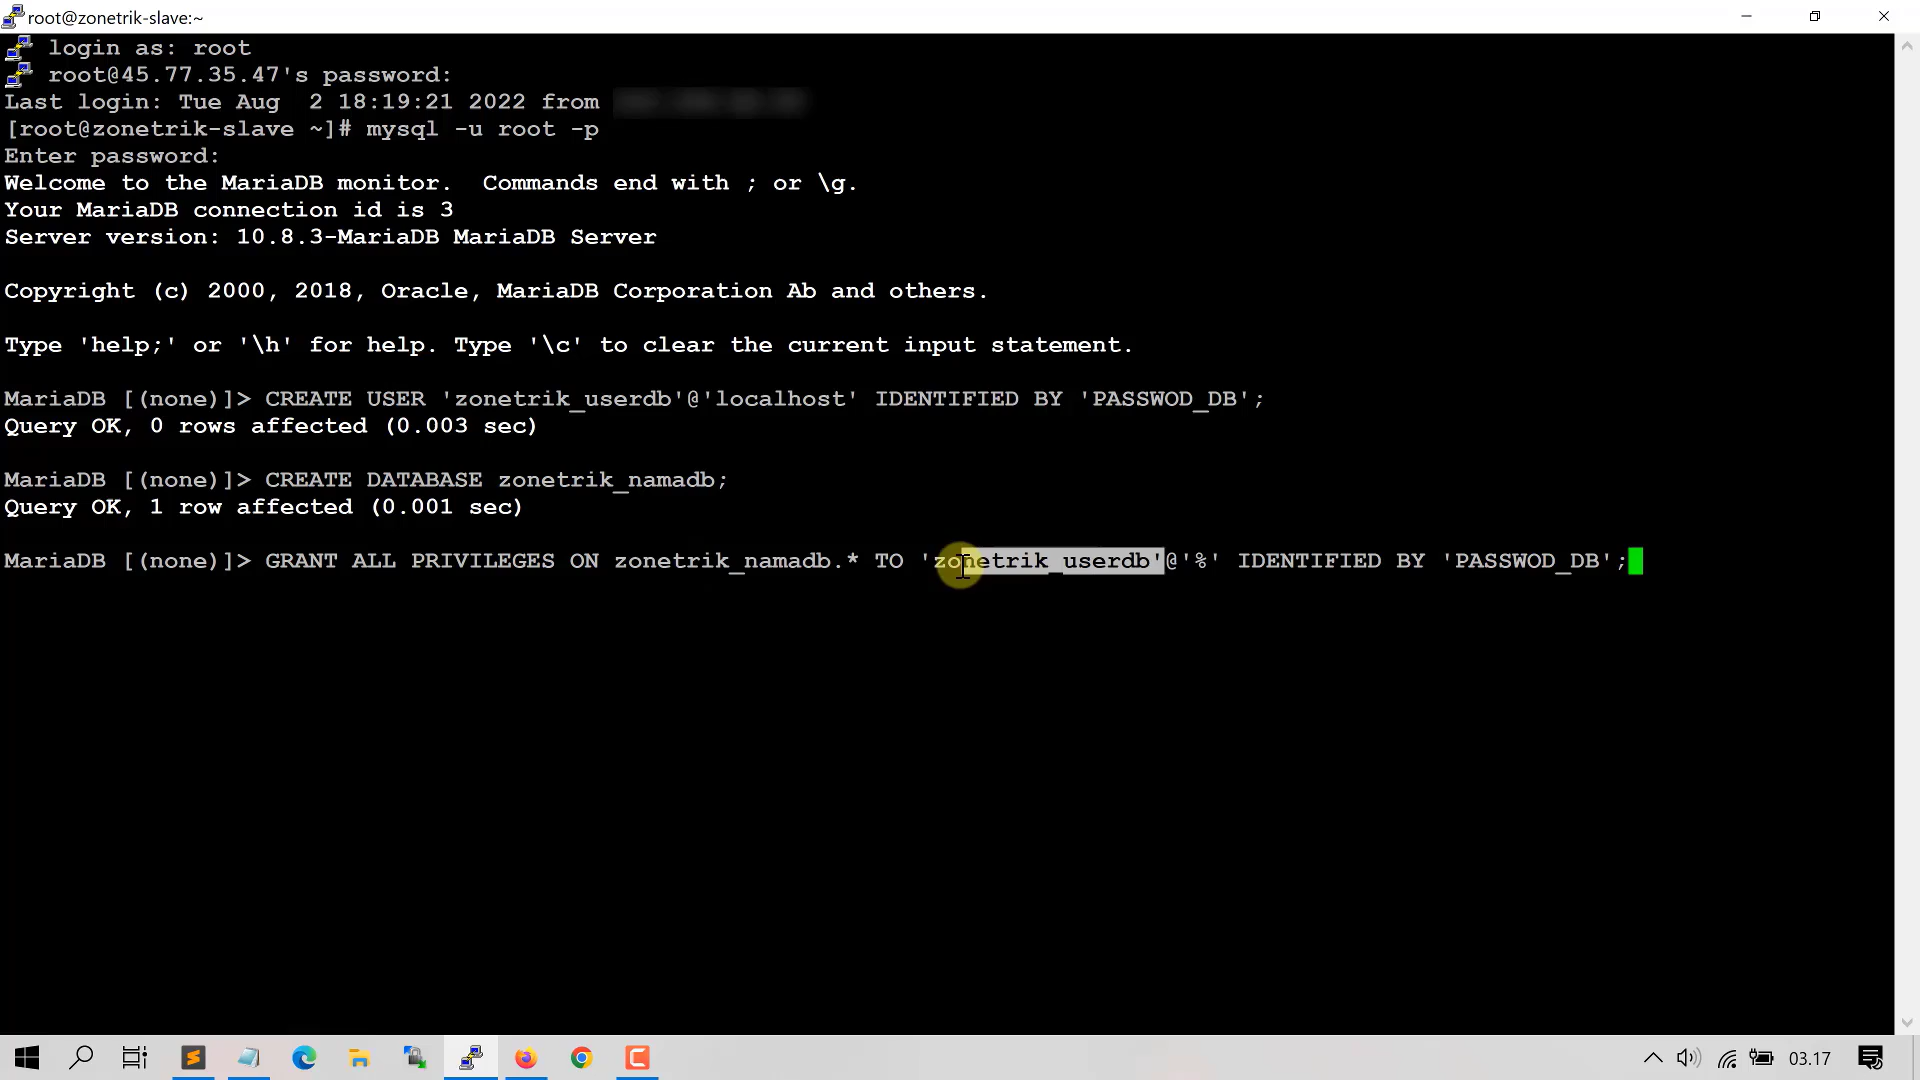 root@zonetrik-slave:~
login as: root
root@45.77.35.47's password:
Last login: Tue Aug  2 18:19:21 2022 from
[root@zonetrik-slave ~]# mysql -u root -p
Enter password:
Welcome to the MariaDB monitor.  Commands end with ; or \g.
Your MariaDB connection id is 3
Server version: 10.8.3-MariaDB MariaDB Server
Copyright (c) 2000, 2018, Oracle, MariaDB Corporation Ab and others.
Type 'help;' or '\h' for help. Type '\c' to clear the current input statement.
MariaDB [(none)]> CREATE USER 'zonetrik_userdb'@'localhost' IDENTIFIED BY 'PASSWOD_DB';
Query OK, 0 rows affected (0.003 sec)
MariaDB [(none)]> CREATE DATABASE zonetrik_namadb;
Query OK, 1 row affected (0.001 sec)
MariaDB [(none)]> GRANT ALL PRIVILEGES ON zonetrik_namadb.* TO 'zonetrik_userdb'@'%' IDENTIFIED BY 'PASSWOD_DB';
03.17